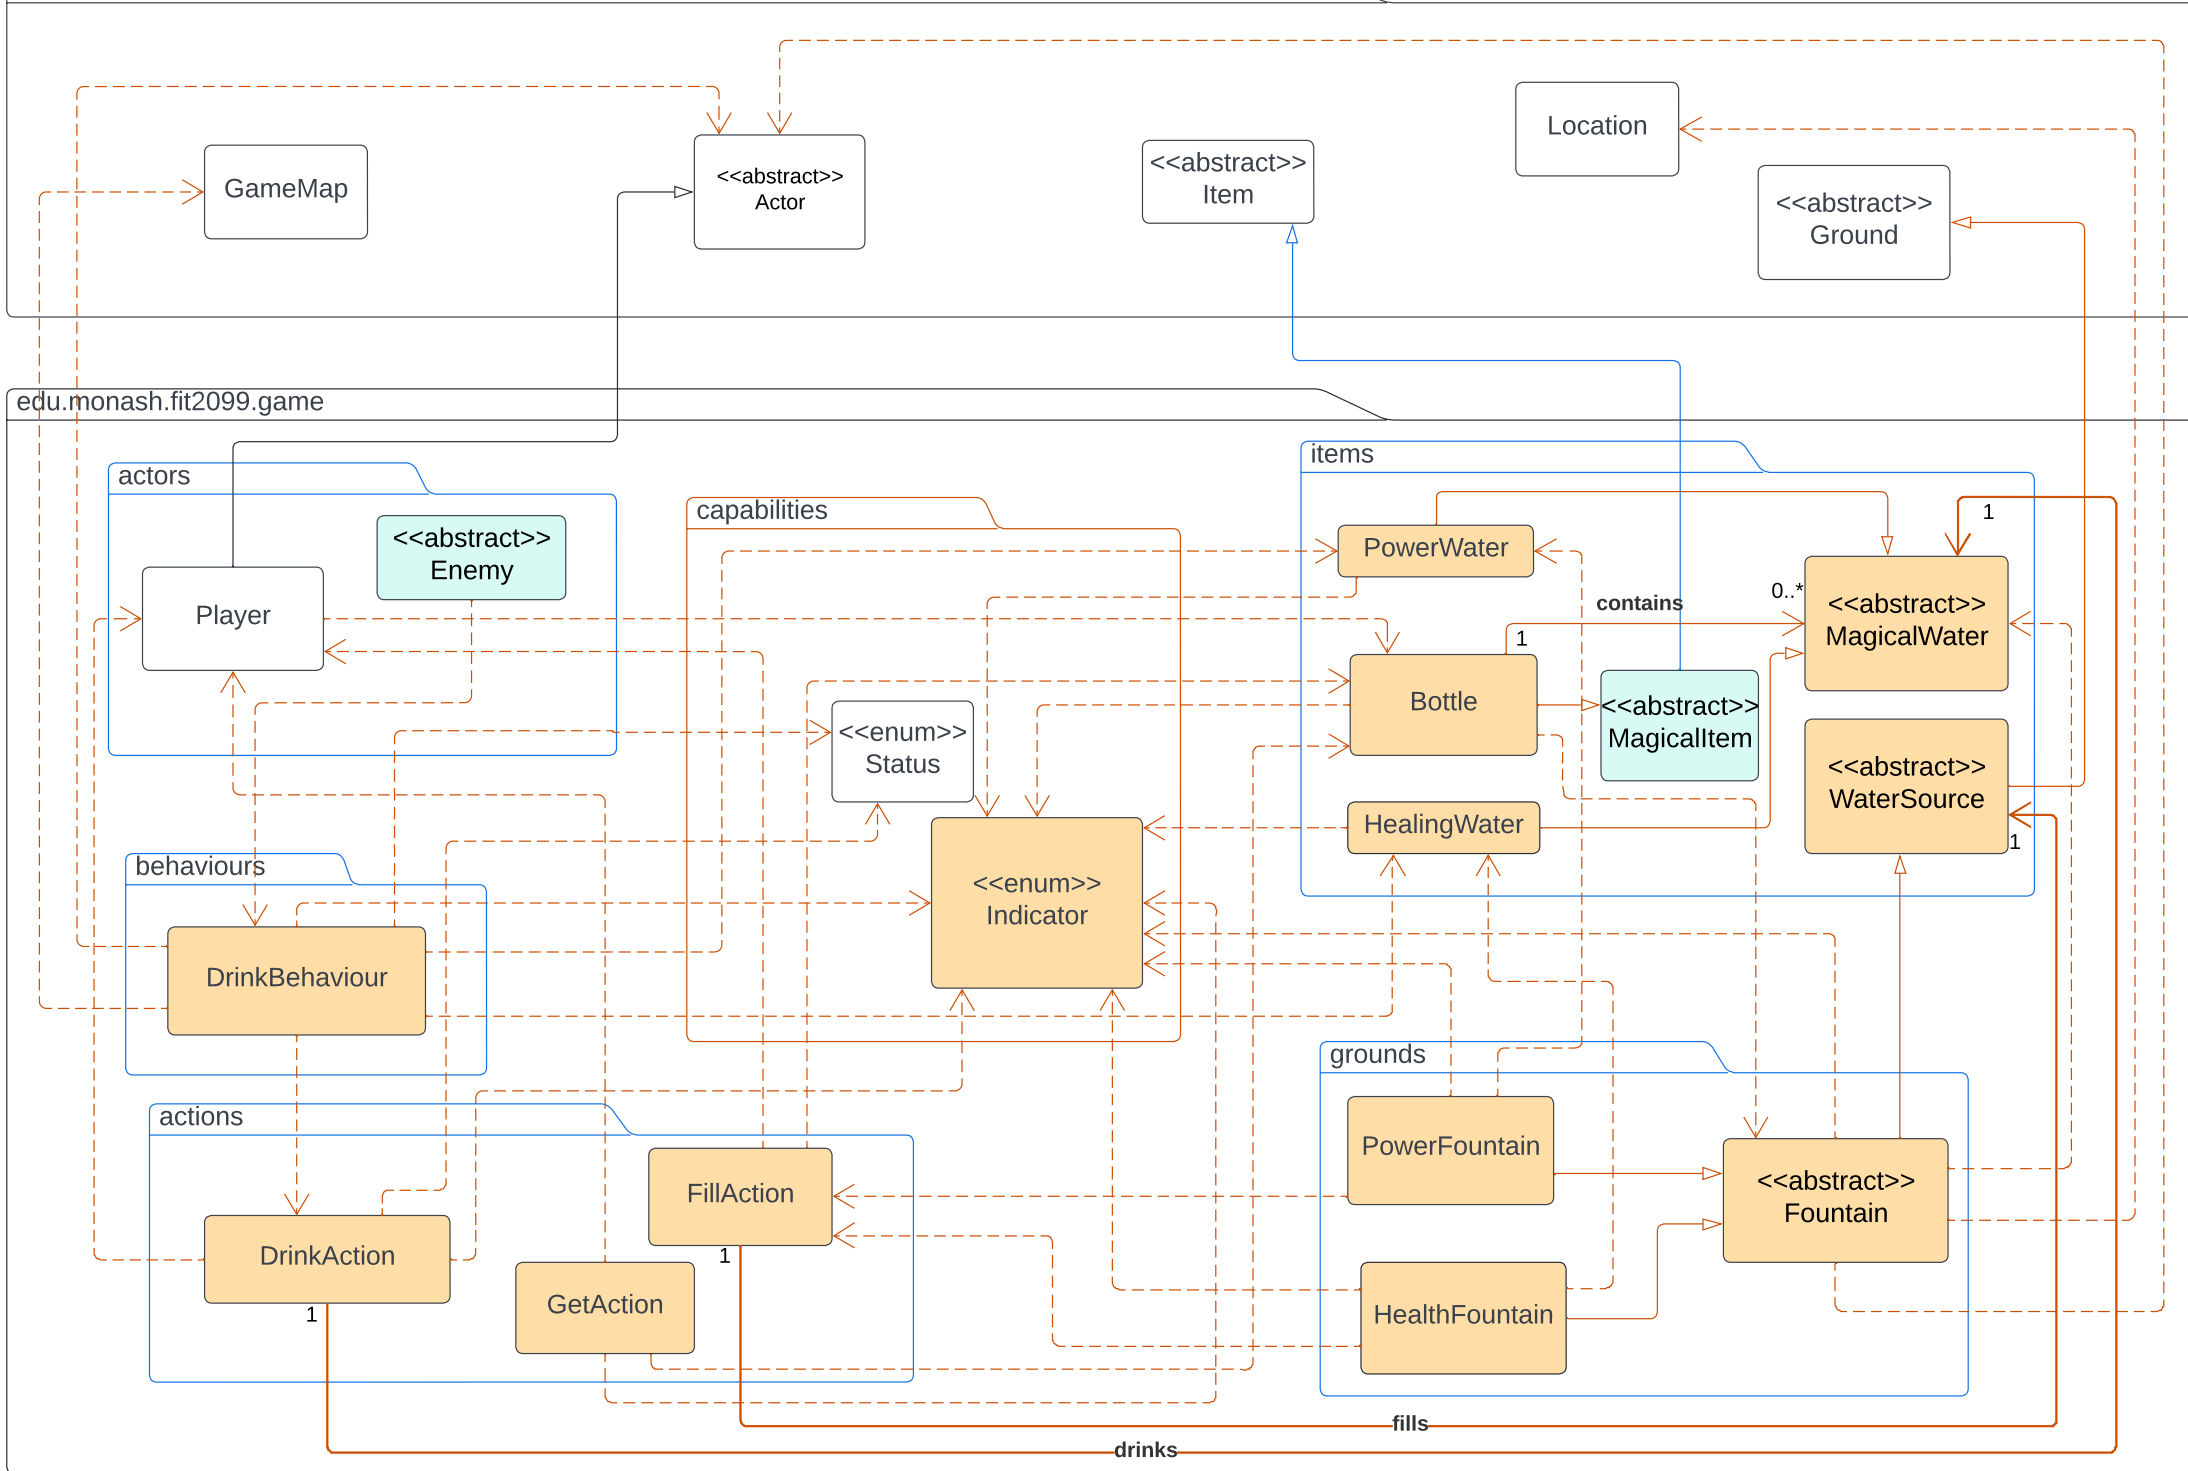 Location
<<abstract>>
Item
<<abstract>>
Actor
GameMap
<<abstract>>
Ground
edu.monash.fit2099.game
actors
<<abstract>>
Enemy
Player
capabilities
<<enum>>
Status
<<enum>>
Indicator
items
PowerWater
1
0..*
contains
1
<<abstract>>
MagicalWater
Bottle
<<abstract>>
MagicalItem
<<abstract>>
WaterSource
1
HealingWater
behaviours
DrinkBehaviour
actions
FillAction
1
DrinkAction
1
GetAction
grounds
PowerFountain
<<abstract>>
Fountain
HealthFountain
fills
drinks